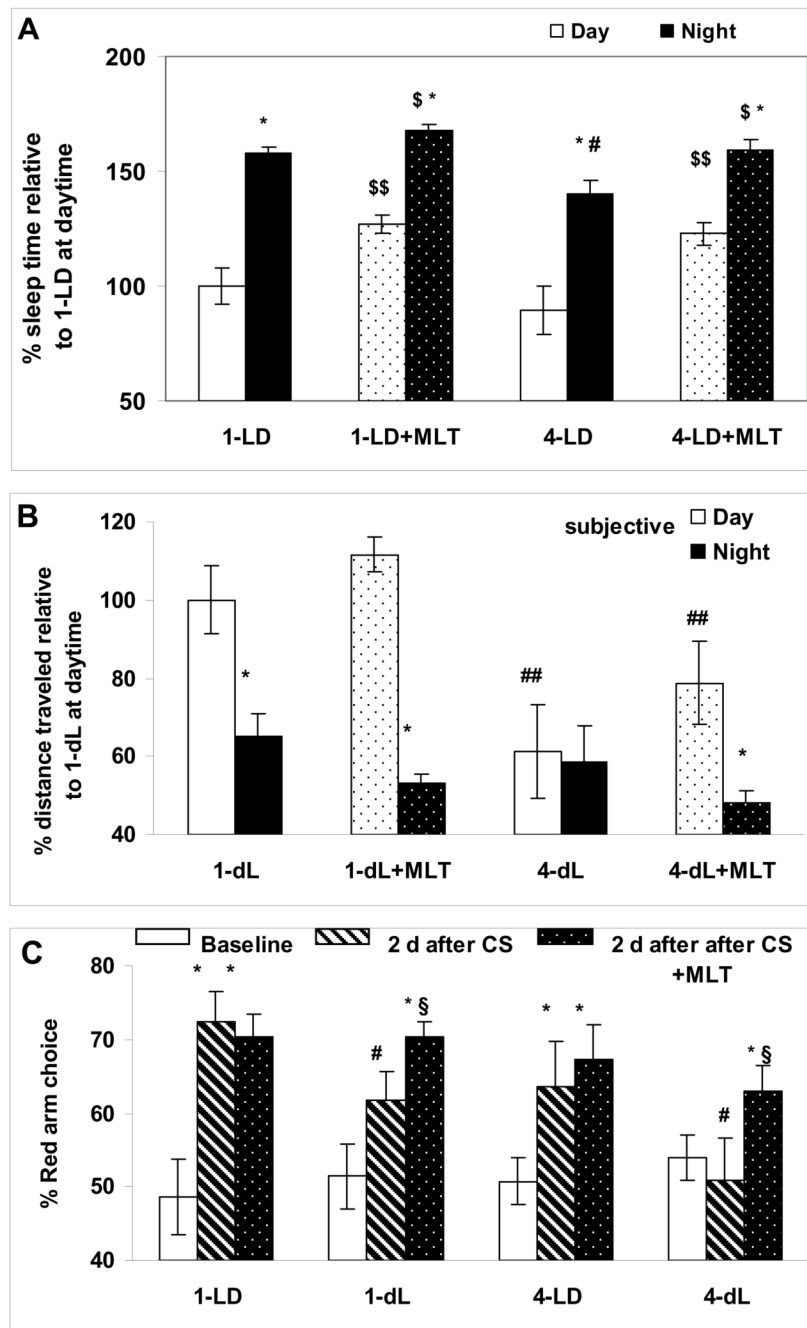 A
Day Night
% sleep time relative
to 1-LD at daytime
200
150
100
50
*
$$
$ *
* #
$$
$ *
1-LD 1-LD+MLT 4-LD 4-LD+MLT
B
subjective Day
Night
% distance traveled relative
to 1-dL at daytime
120
100
80
60
40
*
*
##
##
*
1-dL 1-dL+MLT 4-dL 4-dL+MLT
C
Baseline 2 d after CS 2 d after after CS
+MLT
% Red arm choice
80
70
60
50
40
* *
#
* §
* *
#
* §
1-LD 1-dL 4-LD 4-dL